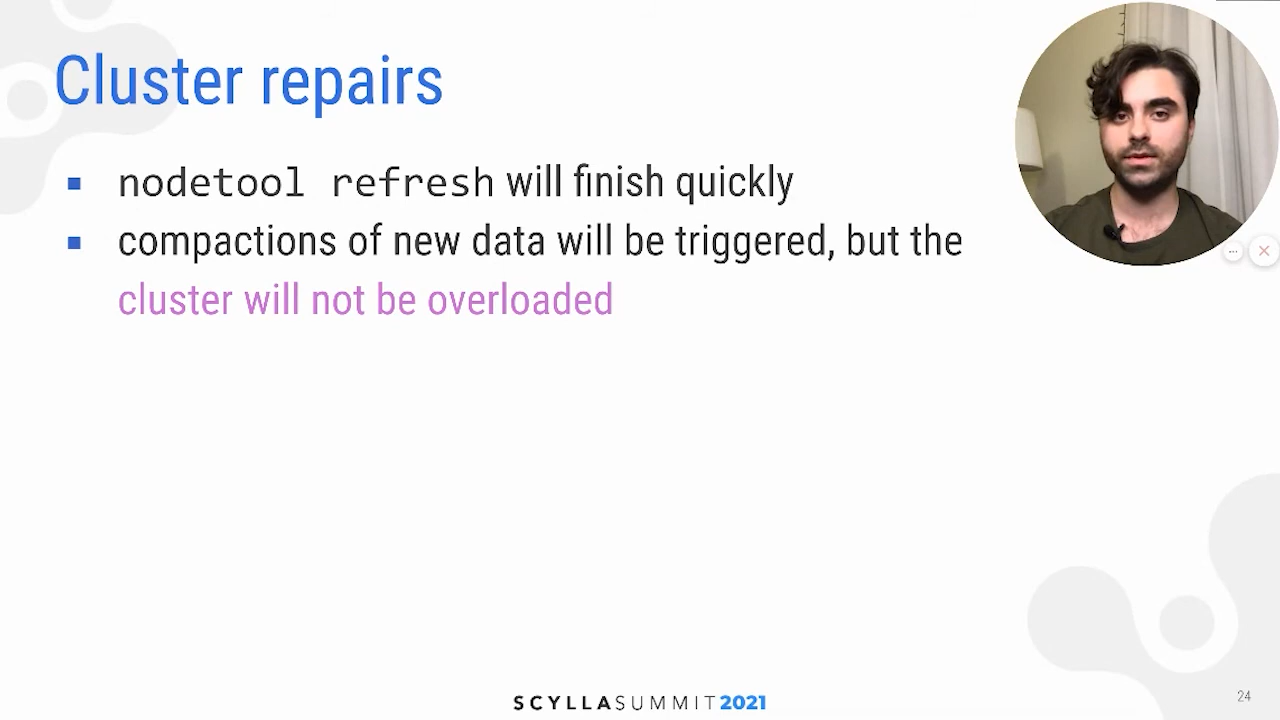 Cluster repairs
nodetool refresh will finish quickly
compactions of new data will be triggered, but the
cluster will not be overloaded
SCYLLASUMMIT2021
24